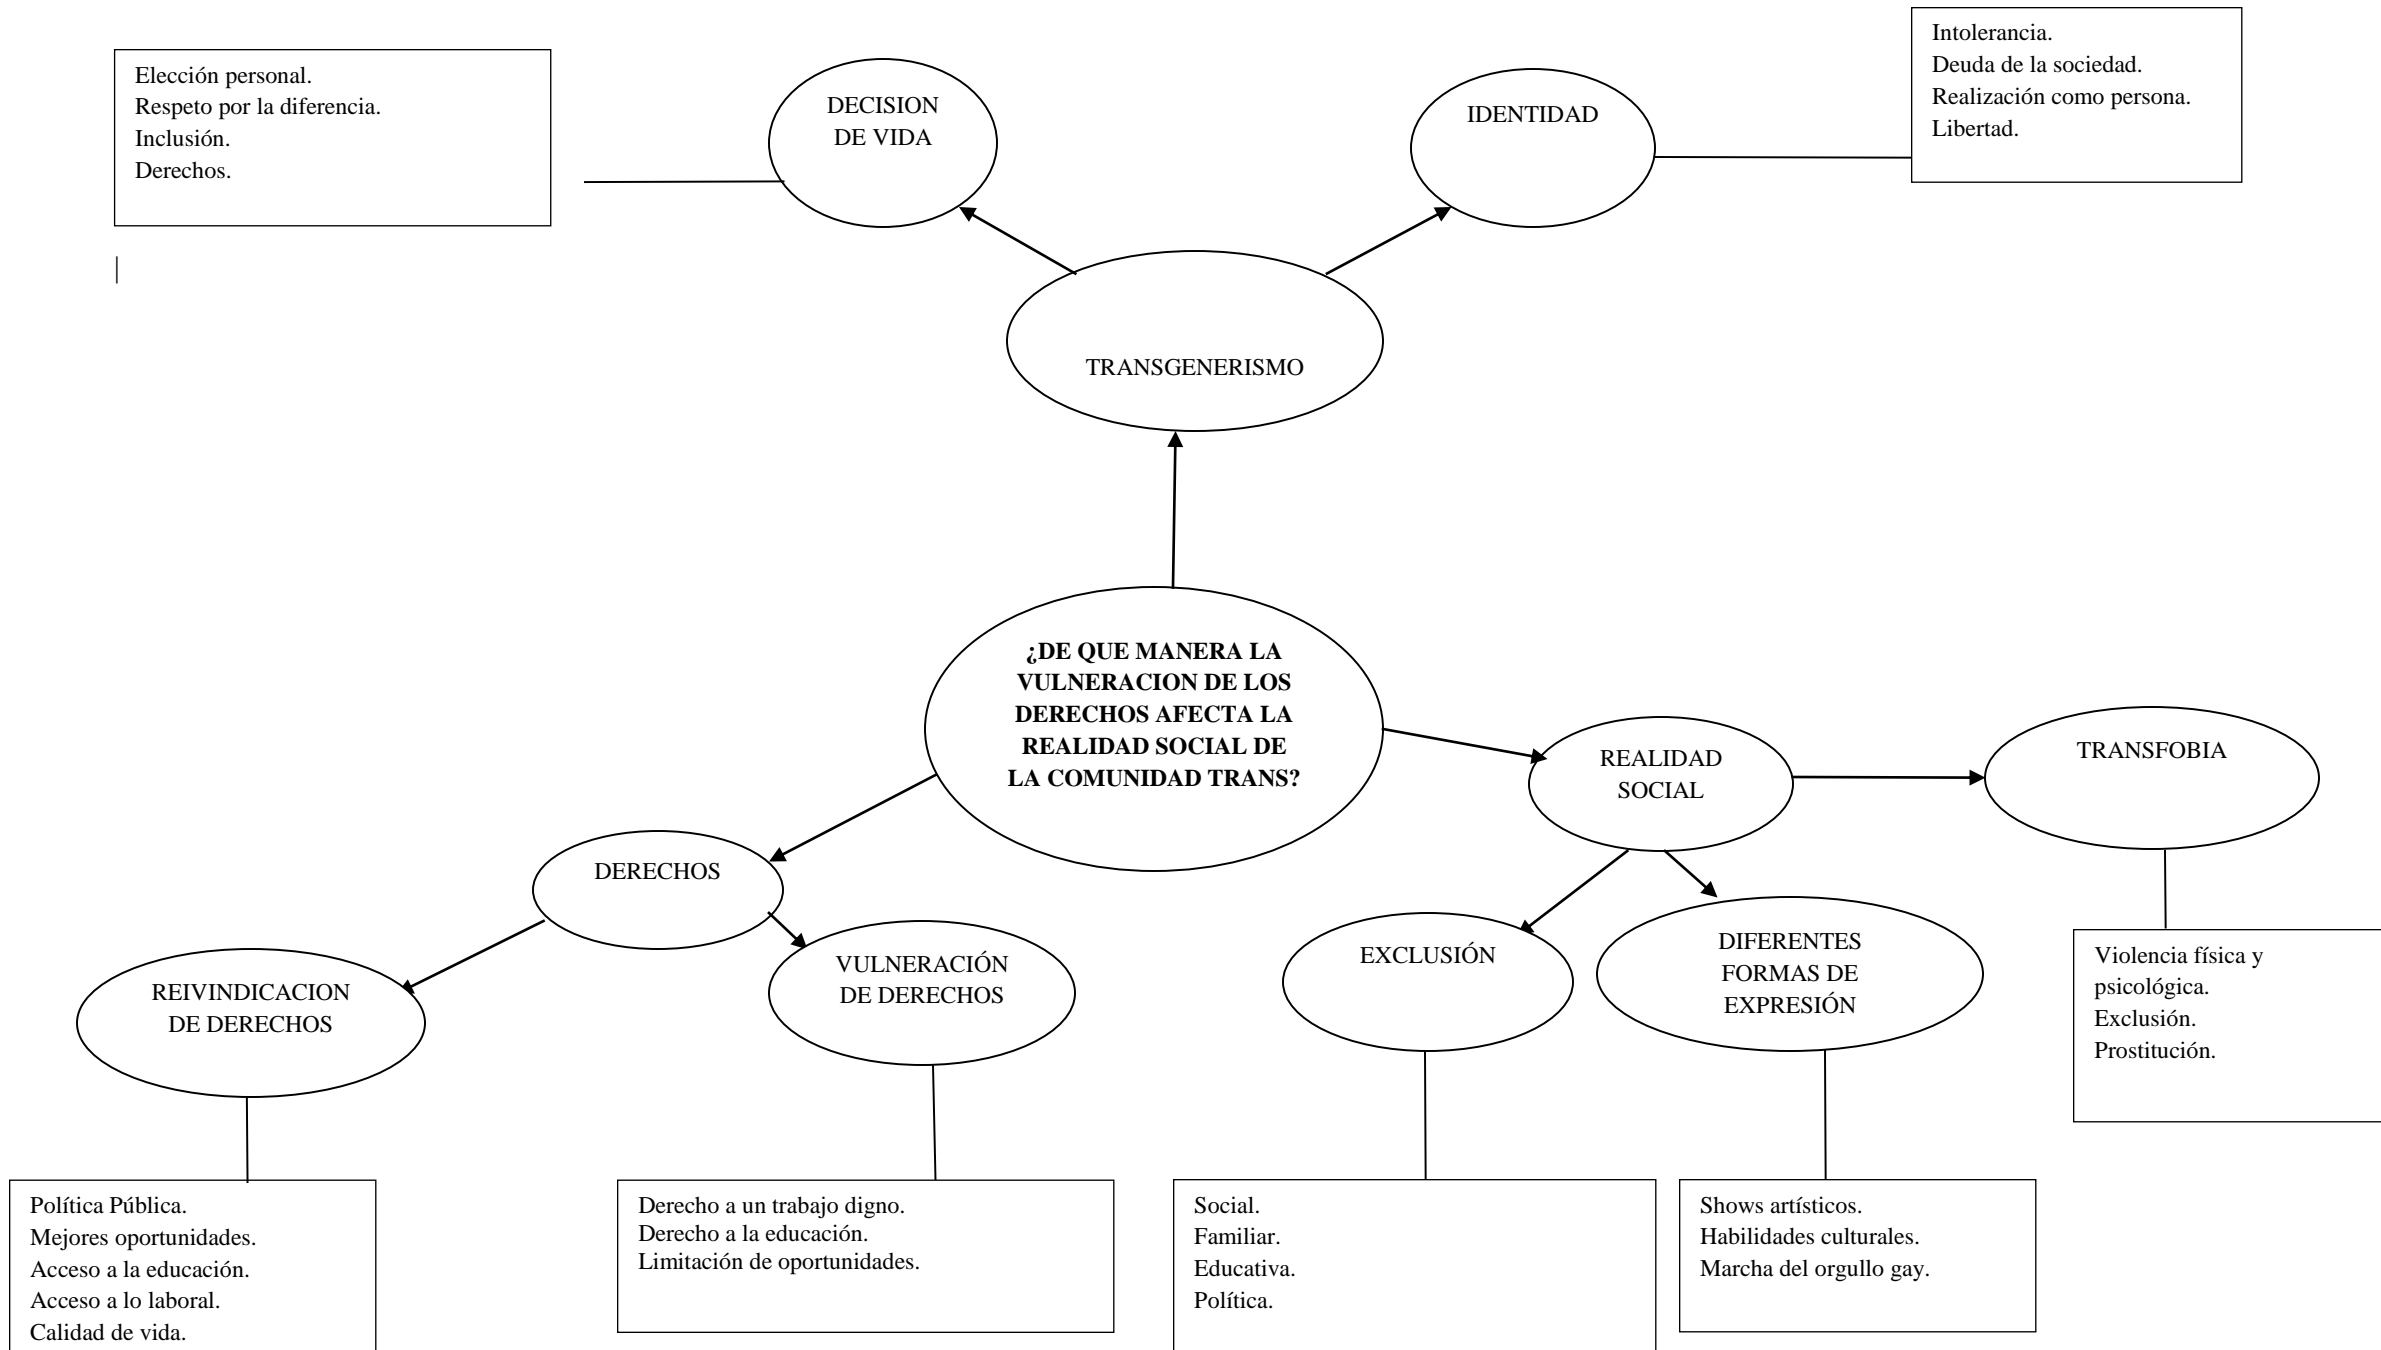 Elección personal.
Respeto por la diferencia.
Inclusión.
Derechos.
DECISION
DE VIDA
IDENTIDAD
Intolerancia.
Deuda de la sociedad.
Realización como persona.
Libertad.
TRANSGENERISMO
¿DE QUE MANERA LA
VULNERACION DE LOS
DERECHOS AFECTA LA
REALIDAD SOCIAL DE
LA COMUNIDAD TRANS?
REALIDAD
SOCIAL
TRANSFOBIA
DERECHOS
REIVINDICACION
DE DERECHOS
VULNERACIÓN
DE DERECHOS
EXCLUSIÓN
DIFERENTES
FORMAS DE
EXPRESIÓN
Violencia física y
psicológica.
Exclusión.
Prostitución.
Política Pública.
Mejores oportunidades.
Acceso a la educación.
Acceso a lo laboral.
Calidad de vida.
Derecho a un trabajo digno.
Derecho a la educación.
Limitación de oportunidades.
Social.
Familiar.
Educativa.
Política.
Shows artísticos.
Habilidades culturales.
Marcha del orgullo gay.